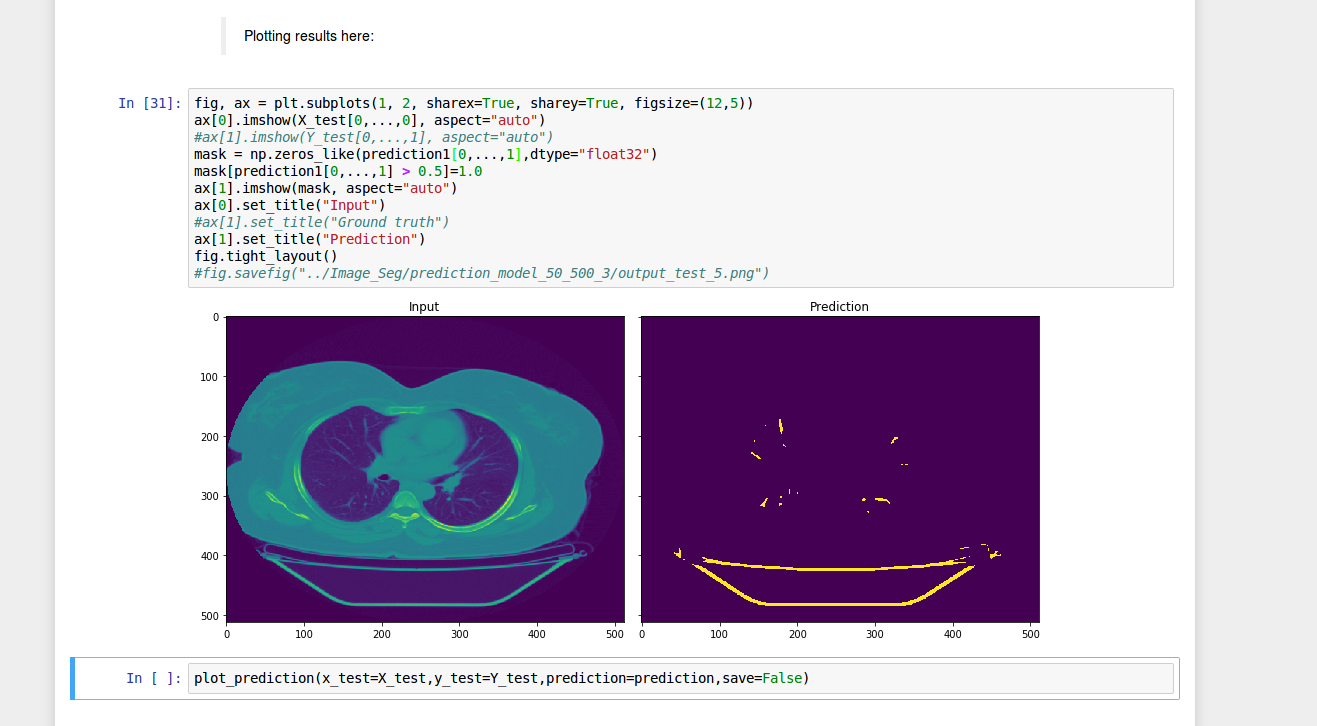 Plotting results here:
In [31]:
fig, ax = plt.subplots(1, 2, sharex=True, sharey=True, figsize=(12,5))
ax[0].imshow(X_test[0,...,0], aspect="auto")
#ax[1].imshow(Y_test[0,...,1], aspect="auto")
mask = np.zeros_like(prediction1[0,...,1],dtype="float32")
mask[prediction1[0,...,1] > 0.5]=1.0
ax[1].imshow(mask, aspect="auto")
ax[0].set_title("Input")
#ax[1].set_title("Ground truth")
ax[1].set_title("Prediction")
fig.tight_layout()
#fig.savefig("../Image_Seg/prediction_model_50_500_3/output_test_5.png")
Input
0
100
200
300
400
500
0 100 200 300 400 500
Prediction
0 100 200 300 400 500
In [ ]:
plot_prediction(x_test=X_test,y_test=Y_test,prediction=prediction,save=False)